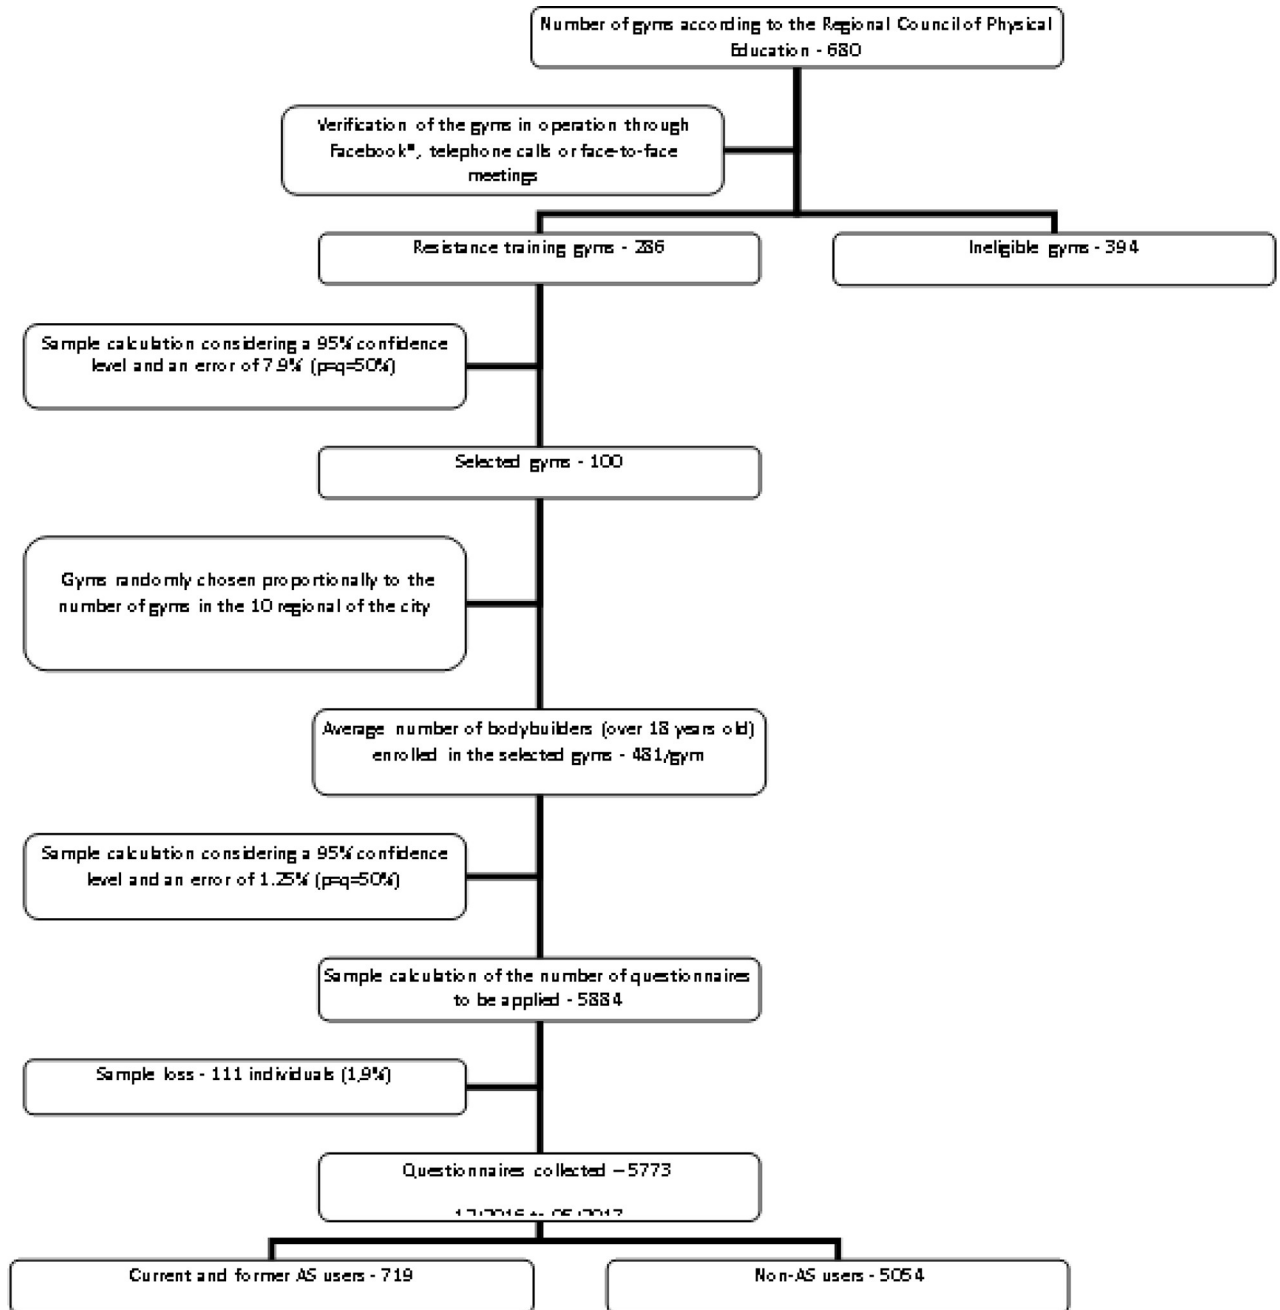 Number of gyms according to the Regional Council of Physical
Education - 680
Verification of the gyms in operation through
Facebook®, telephone calls or face-to-face
meetings
Resistance training gyms - 286
Ineligible gyms - 394
Sample calculation considering a 95% confidence
level and an error of 7.9% (p=q=50%)
Selected gyms - 100
Gyms randomly chosen proportionally to the
number of gyms in the 10 regional of the city
Average number of bodybuilders (over 18 years old)
enrolled in the selected gyms - 481/gym
Sample calculation considering a 95% confidence
level and an error of 1.25% (p=q=50%)
Sample calculation of the number of questionnaires
to be applied - 5884
Sample loss - 111 individuals (1,9%)
Questionnaires collected – 5773
Current and former AS users - 719
Non-AS users - 5054